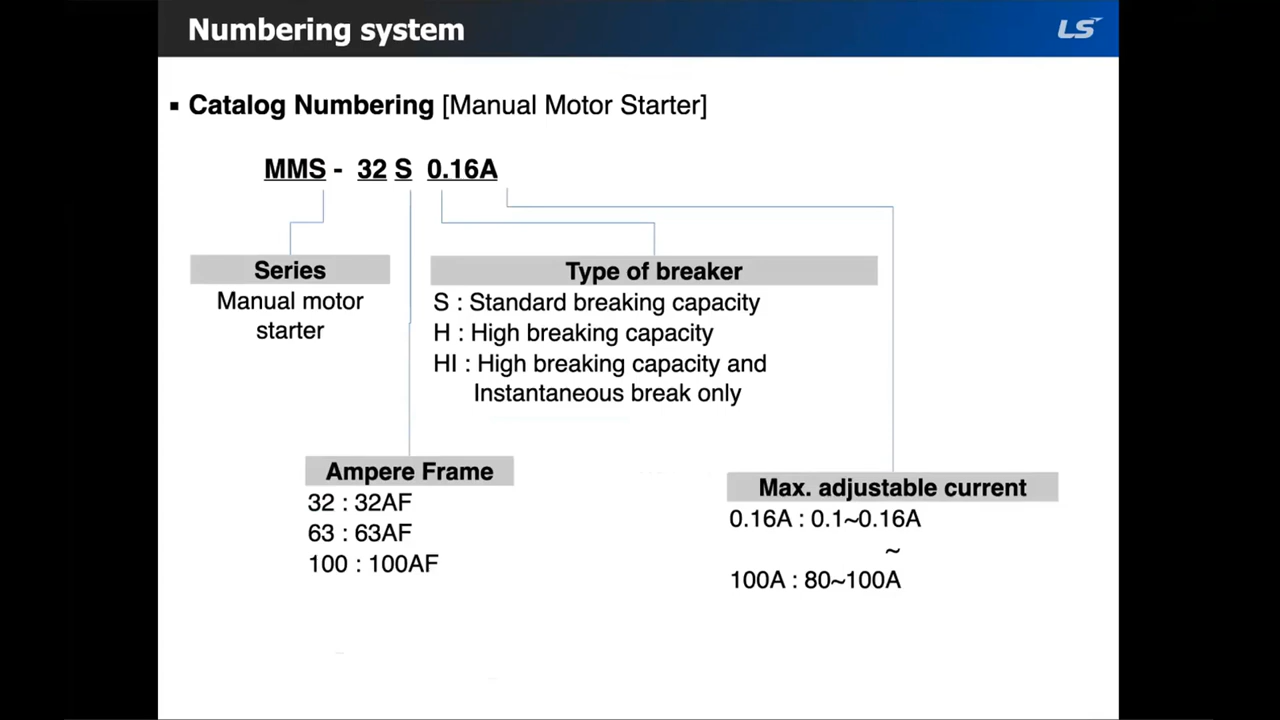 Numbering system
LS
▪ Catalog Numbering [Manual Motor Starter]
MMS - 32 S 0.16A
Series
Manual motor
starter
Type of breaker
S : Standard breaking capacity
H : High breaking capacity
HI : High breaking capacity and
Instantaneous break only
Ampere Frame
32 : 32AF
63 : 63AF
100 : 100AF
Max. adjustable current
0.16A : 0.1~0.16A
~
100A : 80~100A